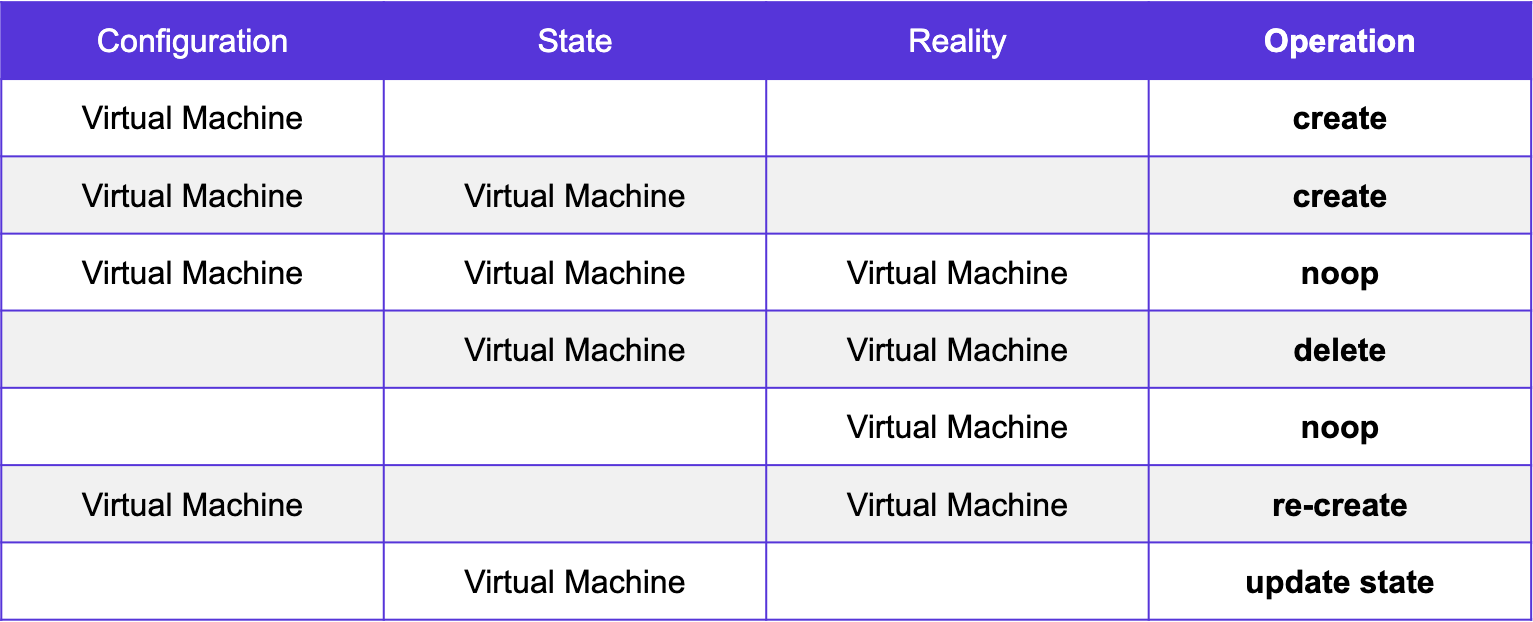 Configuration State Reality Operation
Virtual Machine create
Virtual Machine Virtual Machine create
Virtual Machine Virtual Machine Virtual Machine noop
Virtual Machine Virtual Machine delete
Virtual Machine noop
Virtual Machine Virtual Machine re-create
Virtual Machine update state